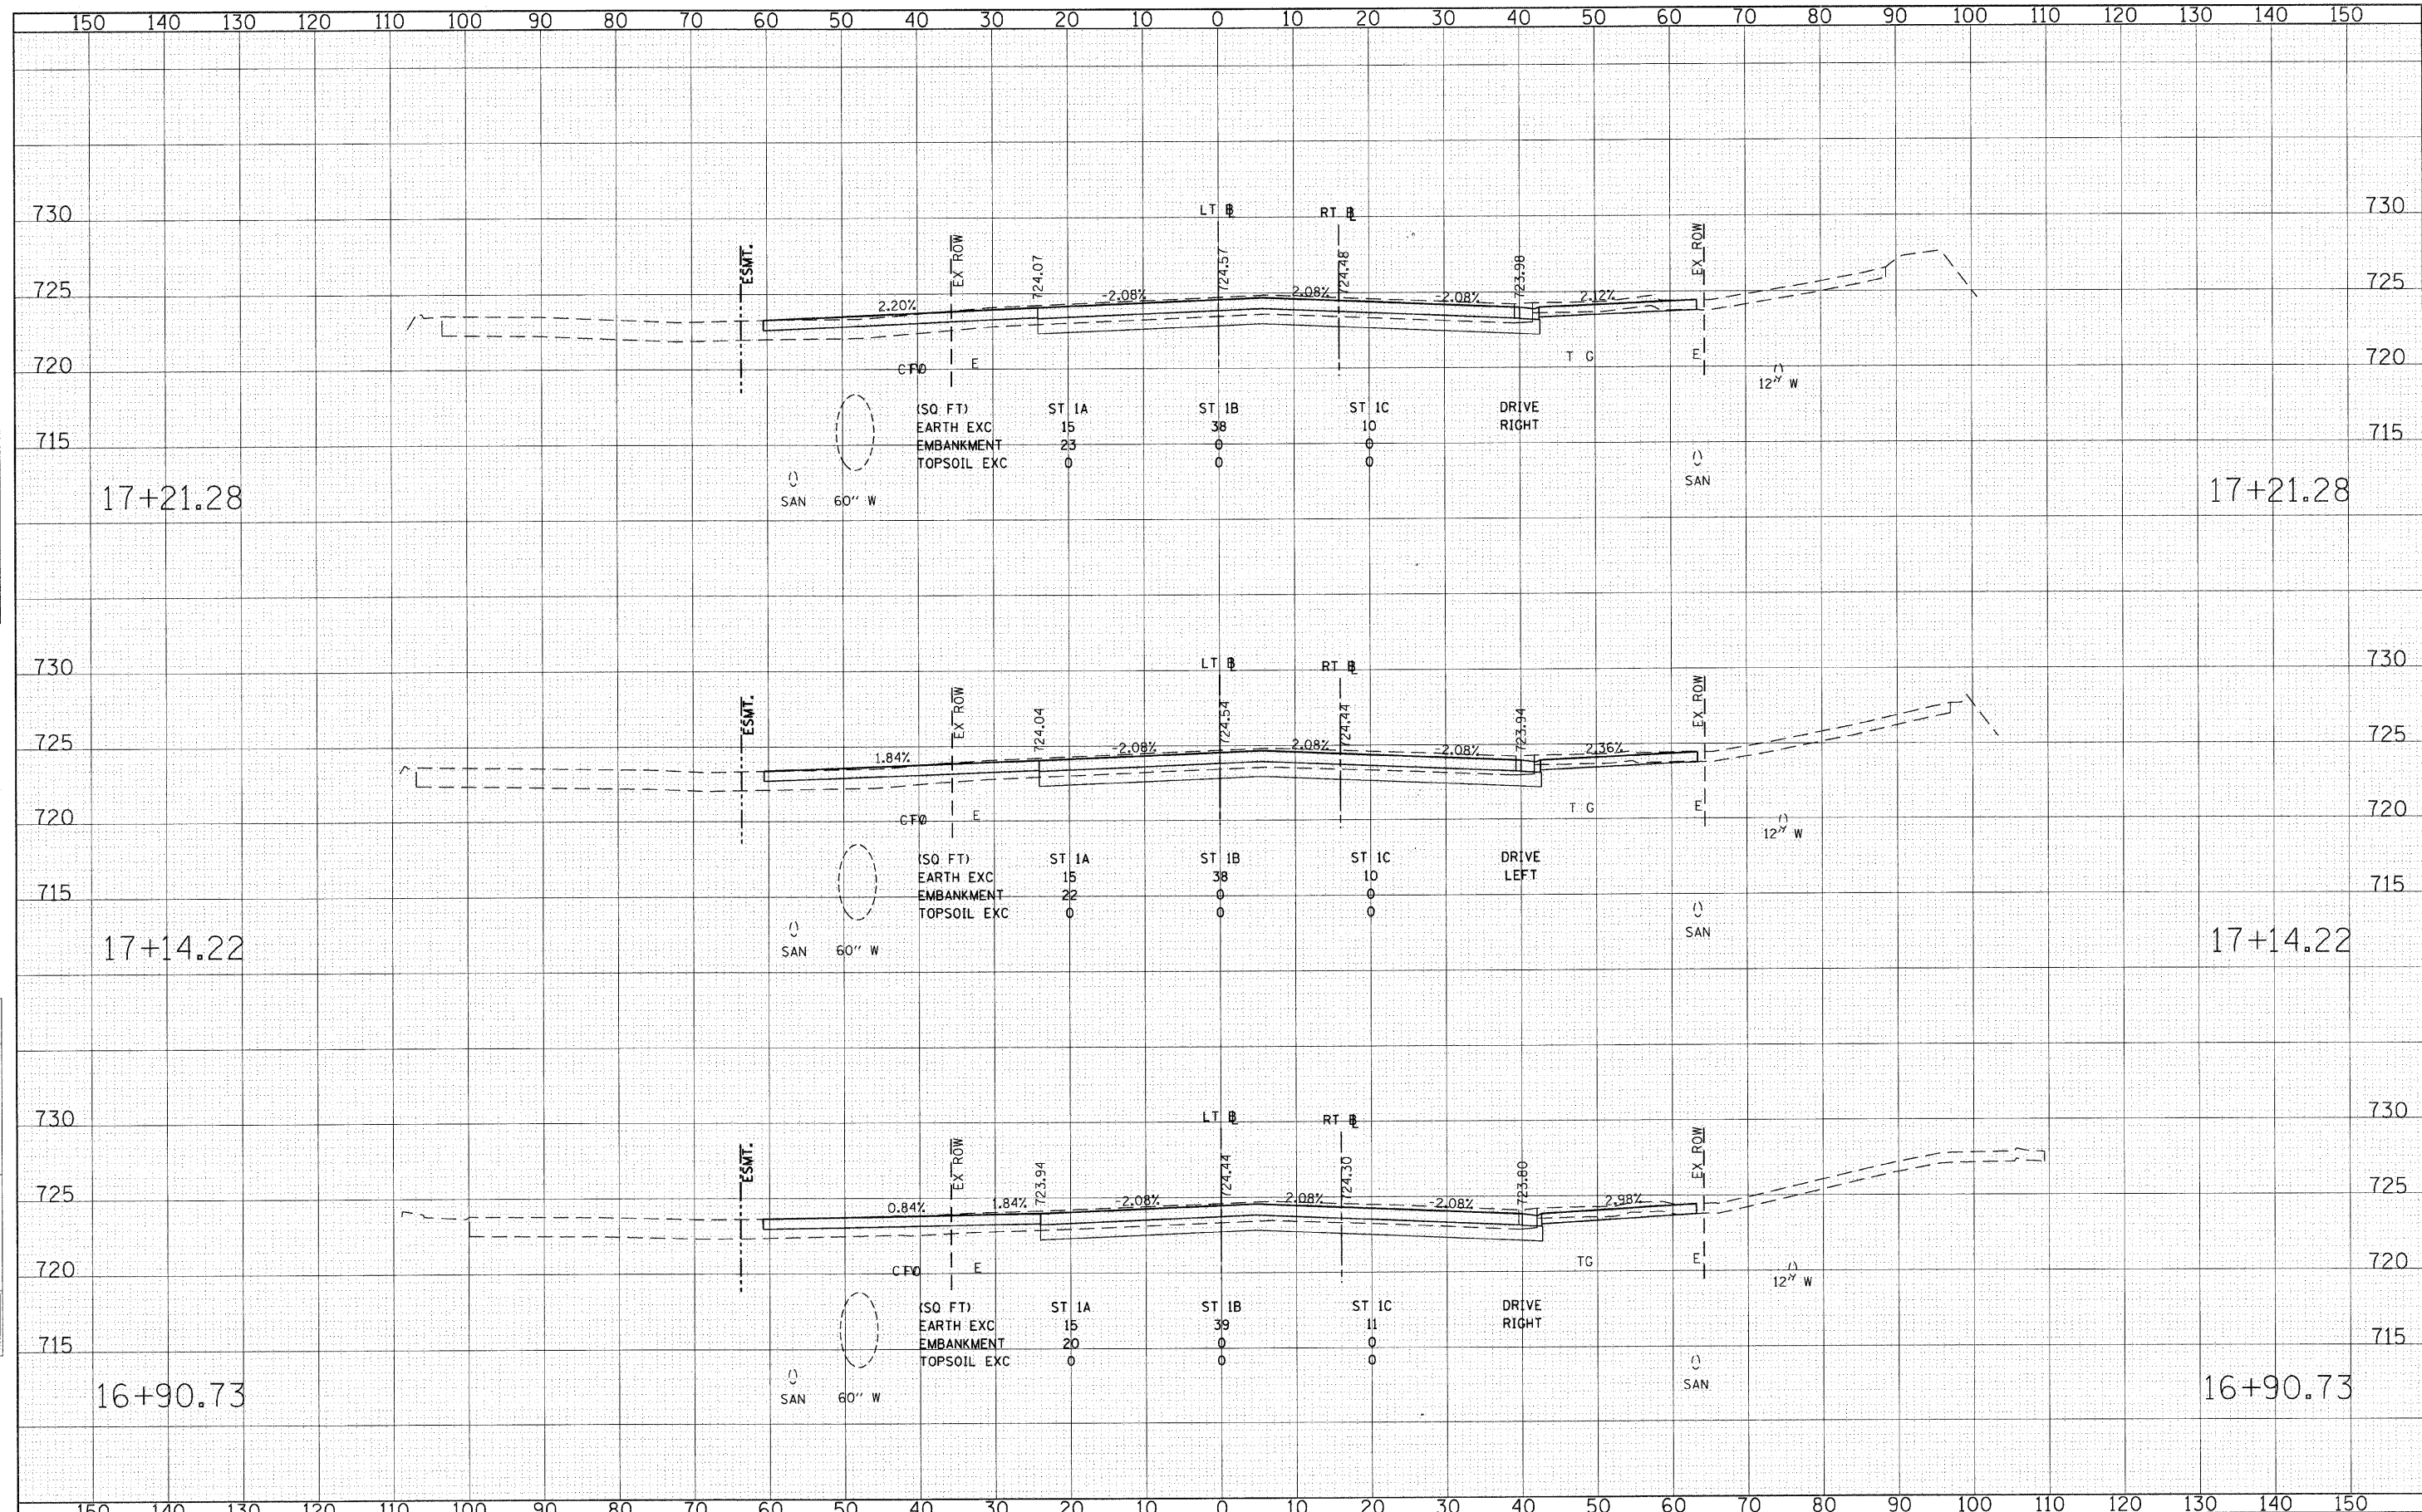 150 140 130 120 110 100 90 80 70 60 50 40 30 20 10 0 10 20 30 40 50 60 70 80 90 100 110 120 130 140 150
LT BL RT BL
730 730
ESMT. EX ROW 724.07 724.57 724.48 723.98 EX ROW
725 2.20% -2.08% 2.08% -2.08% 2.12% 725
720 E T G E 720
12" W
(SQ FT) ST 1A ST 1B ST 1C DRIVE
EARTH EXC 15 38 10 RIGHT
715 EMBANKMENT 23 0 0 715
TOPSOIL EXC 0 0 0
17+21.28 SAN 60" W SAN 17+21.28
LT BL RT BL
730 730
ESMT. EX ROW 724.04 724.54 724.44 723.94 EX ROW
725 1.84% -2.08% 2.08% -2.08% 2.36% 725
720 E T G E 720
12" W
(SQ FT) ST 1A ST 1B ST 1C DRIVE
EARTH EXC 15 38 10 LEFT
715 EMBANKMENT 22 0 0 715
TOPSOIL EXC 0 0 0
17+14.22 SAN 60" W SAN 17+14.22
LT BL RT BL
730 730
ESMT. EX ROW 723.94 724.44 724.30 723.80 EX ROW
725 0.84% 1.84% -2.08% 2.08% -2.08% 2.98% 725
720 E TG E 720
12" W
(SQ FT) ST 1A ST 1B ST 1C DRIVE
EARTH EXC 15 39 11 RIGHT
715 EMBANKMENT 20 0 0 715
TOPSOIL EXC 0 0 0
16+90.73 SAN 60" W SAN 16+90.73
150 140 130 120 110 100 90 80 70 60 50 40 30 20 10 0 10 20 30 40 50 60 70 80 90 100 110 120 130 140 150